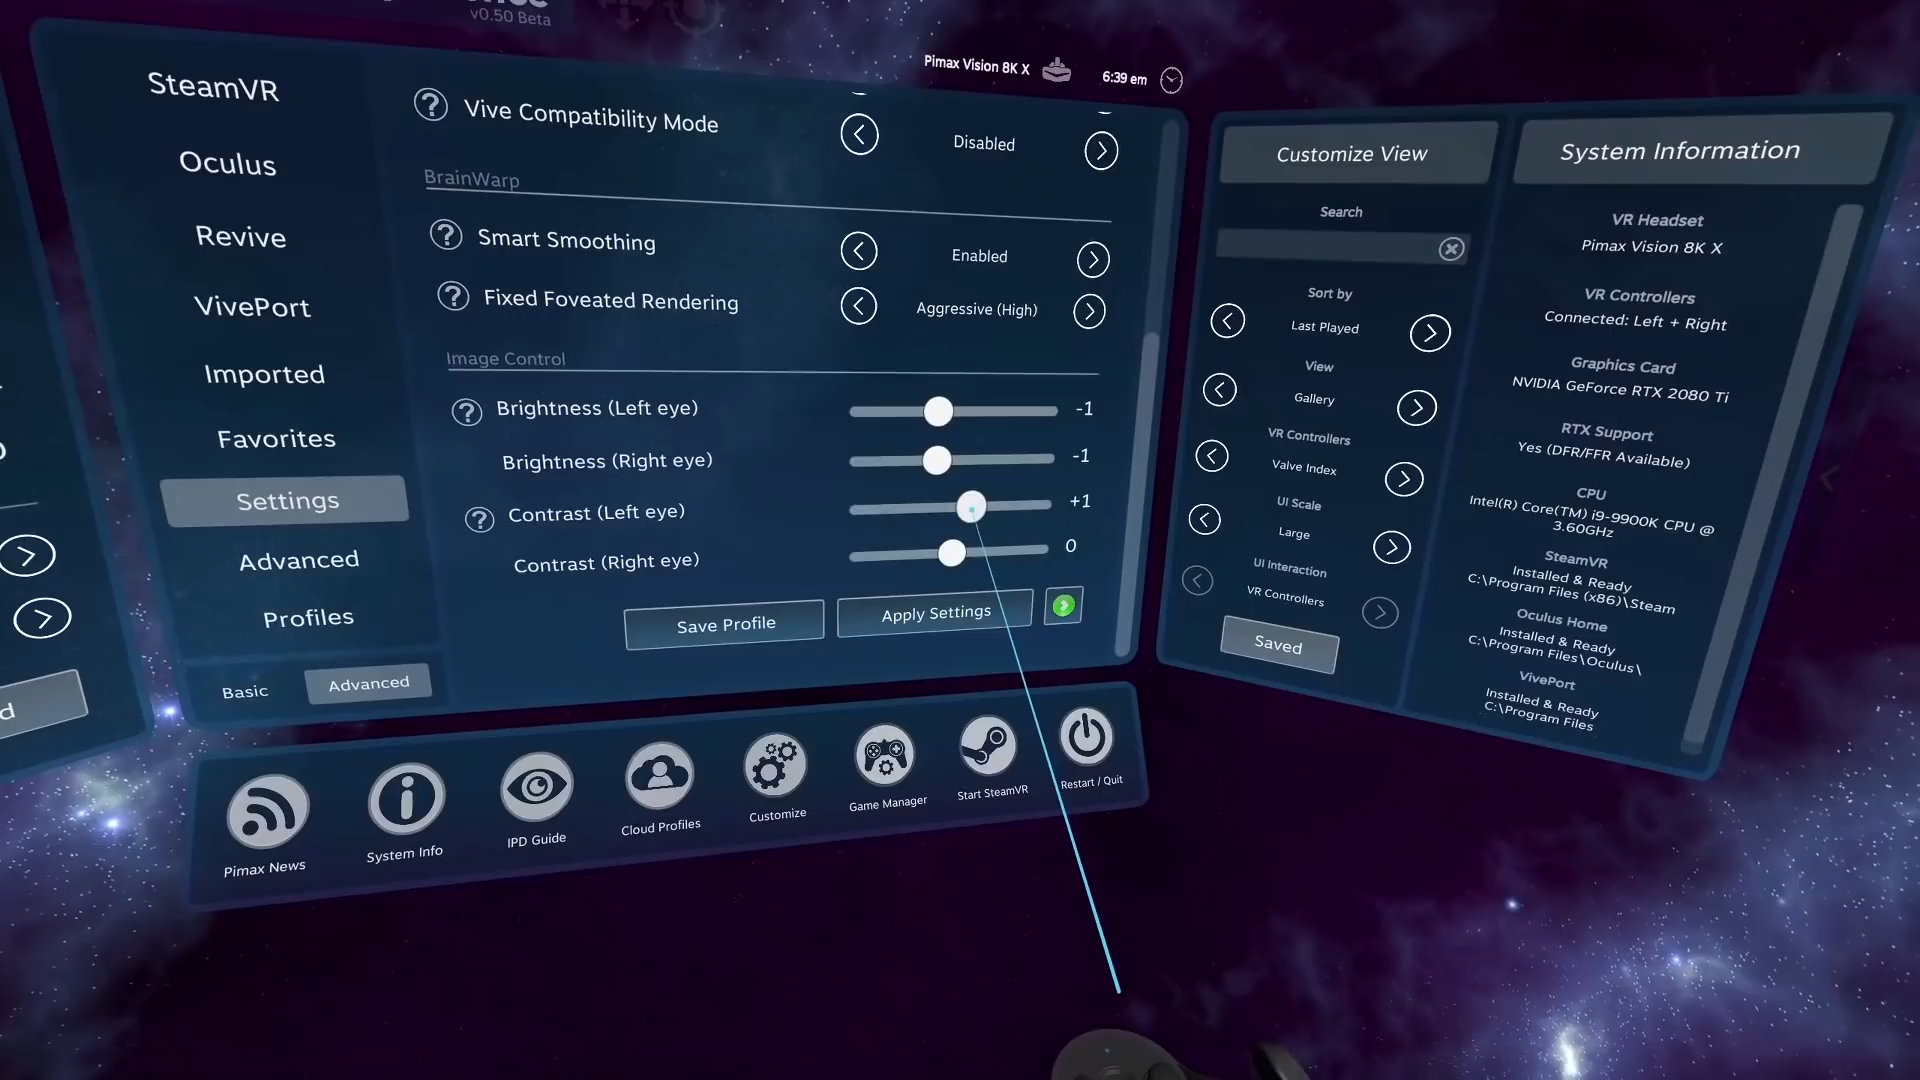 v0.50 Beta
Pimax Vision 8K X
6:39 em
SteamVR
Oculus
Revive
VivePort
Imported
Favorites
Settings
Advanced
Profiles
Basic
Advanced
Vive Compatibility Mode
Disabled
BrainWarp
Smart Smoothing
Enabled
Fixed Foveated Rendering
Aggressive (High)
Image Control
Brightness (Left eye)
-1
Brightness (Right eye)
-1
Contrast (Left eye)
+1
Contrast (Right eye)
0
Save Profile
Apply Settings
Pimax News
System Info
IPD Guide
Cloud Profiles
Customize
Game Manager
Start SteamVR
Restart / Quit
Customize View
Search
Sort by
Last Played
View
Gallery
VR Controllers
Valve Index
UI Scale
Large
UI Interaction
VR Controllers
Saved
System Information
VR Headset
Pimax Vision 8K X
VR Controllers
Connected: Left + Right
Graphics Card
NVIDIA GeForce RTX 2080 Ti
RTX Support
Yes (DFR/FFR Available)
CPU
Intel(R) Core(TM) i9-9900K CPU @
3.60GHz
SteamVR
Installed & Ready
C:\Program Files (x86)\Steam
Oculus Home
Installed & Ready
C:\Program Files\Oculus\
VivePort
Installed & Ready
C:\Program Files